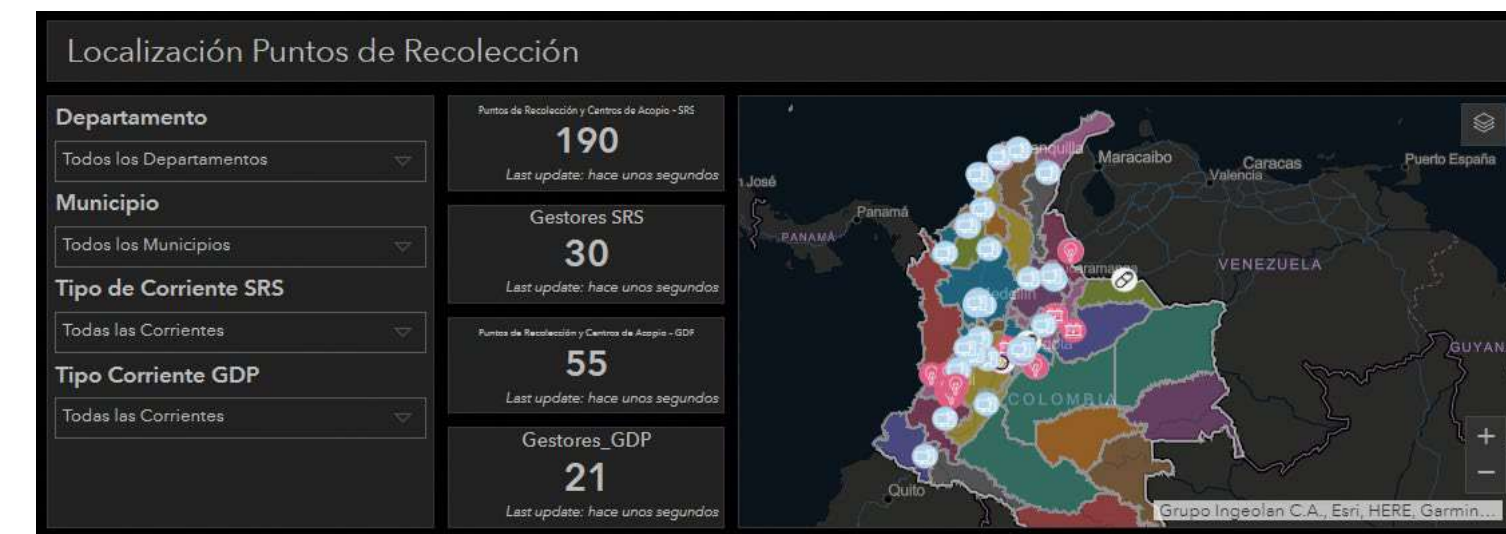 Localización Puntos de Recolección
Departamento
Todos los Departamentos
Municipio
Todos los Municipios
Tipo de Corriente SRS
Todas las Corrientes
Tipo Corriente GDP
Todas las Corrientes
Puntos de Recolección y Centros de Acopio - SRS
190
Last update: hace unos segundos
Gestores SRS
30
Last update: hace unos segundos
Puntos de Recolección y Centros de Acopio - GDP
55
Last update: hace unos segundos
Gestores_GDP
21
Last update: hace unos segundos
Maracaibo
Caracas
Valencia
Puerto España
José
Panamá
PANAMÁ
VENEZUELA
GUYAN
COLOMBIA
Quito
+
−
Grupo Ingeolan C.A., Esri, HERE, Garmin...